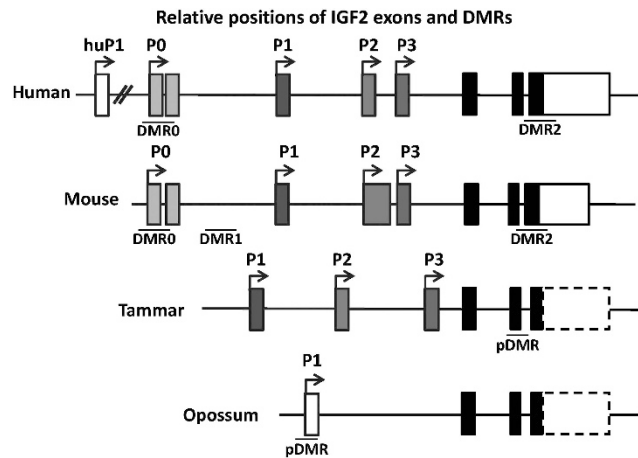 Relative positions of IGF2 exons and DMRs
huP1 P0 P1 P2 P3
Human
DMR0 DMR2
P0 P1 P2 P3
Mouse
DMR0 DMR1 DMR2
P1 P2 P3
Tammar
pDMR
P1
Opossum
pDMR